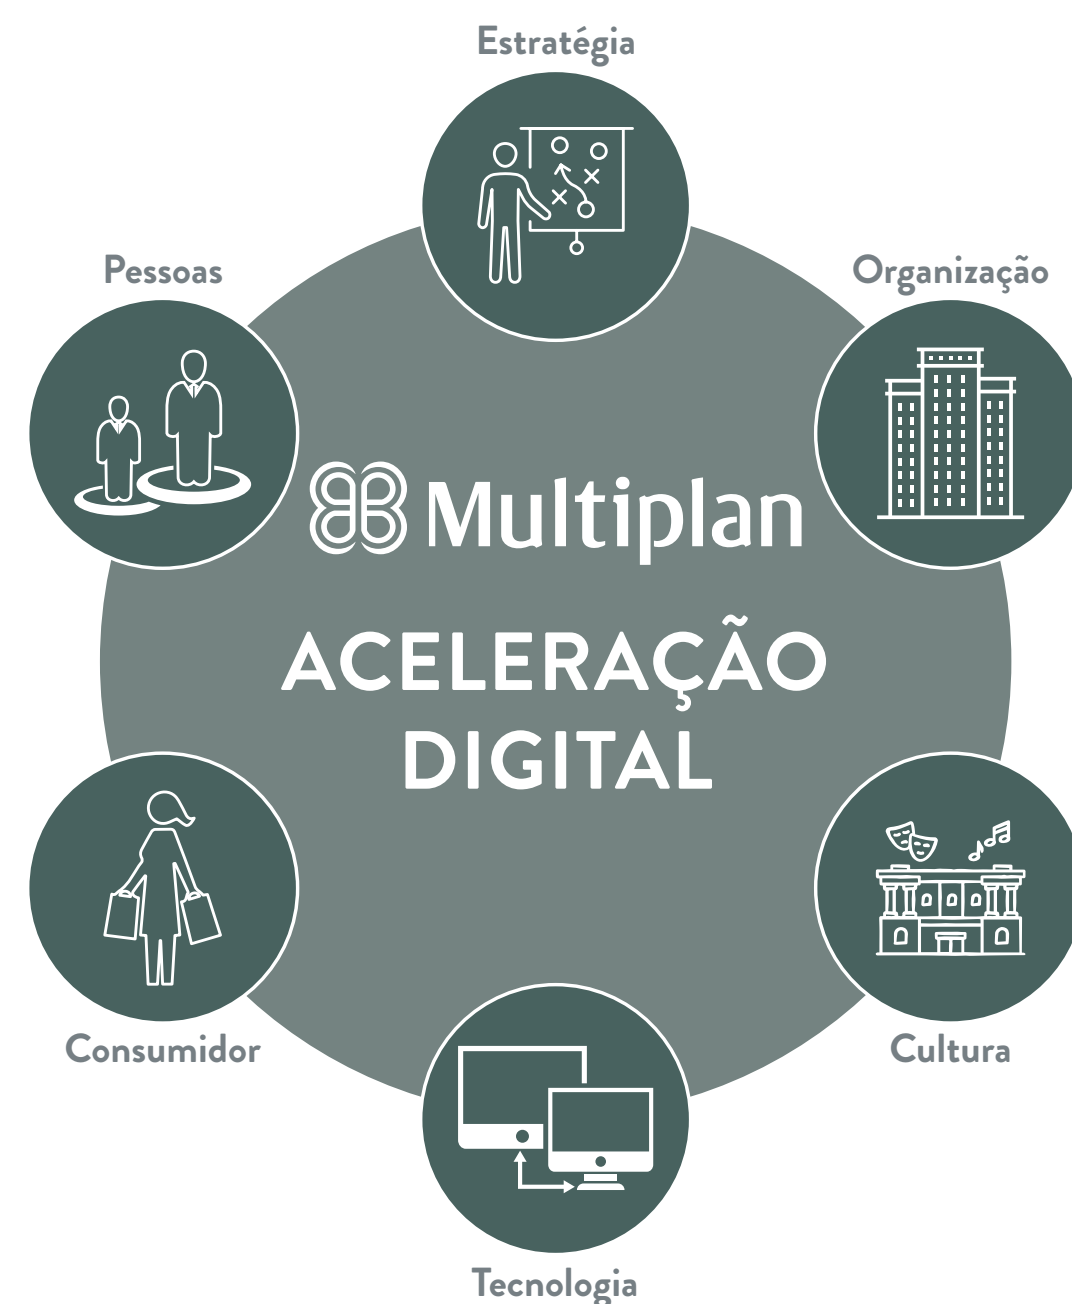 Estratégia
Pessoas
Organização
Multiplan
ACELERAÇÃO
DIGITAL
Consumidor
Cultura
Tecnologia